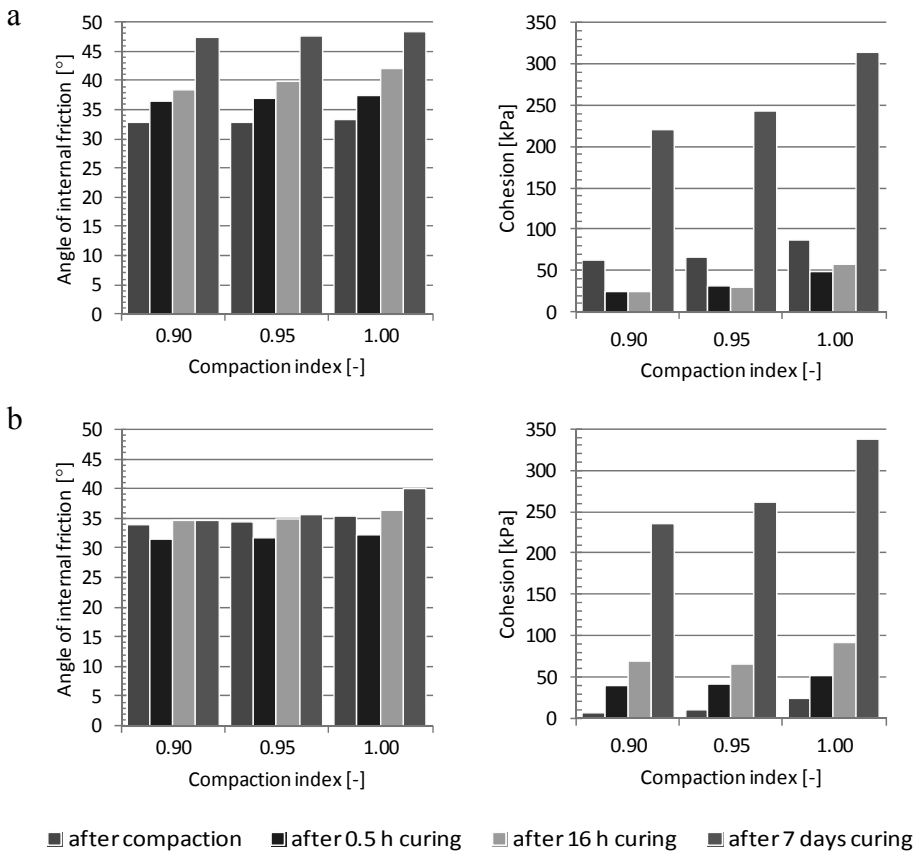 a
50
45
40
35
30
25
20
15
10
5
0
Angle of internal friction [°]
0.90 0.95 1.00
Compaction index [-]
350
300
250
200
150
100
50
0
Cohesion [kPa]
0.90 0.95 1.00
Compaction index [-]
b
50
45
40
35
30
25
20
15
10
5
0
Angle of internal friction [°]
0.90 0.95 1.00
Compaction index [-]
350
300
250
200
150
100
50
0
Cohesion [kPa]
0.90 0.95 1.00
Compaction index [-]
after compaction after 0.5 h curing after 16 h curing after 7 days curing